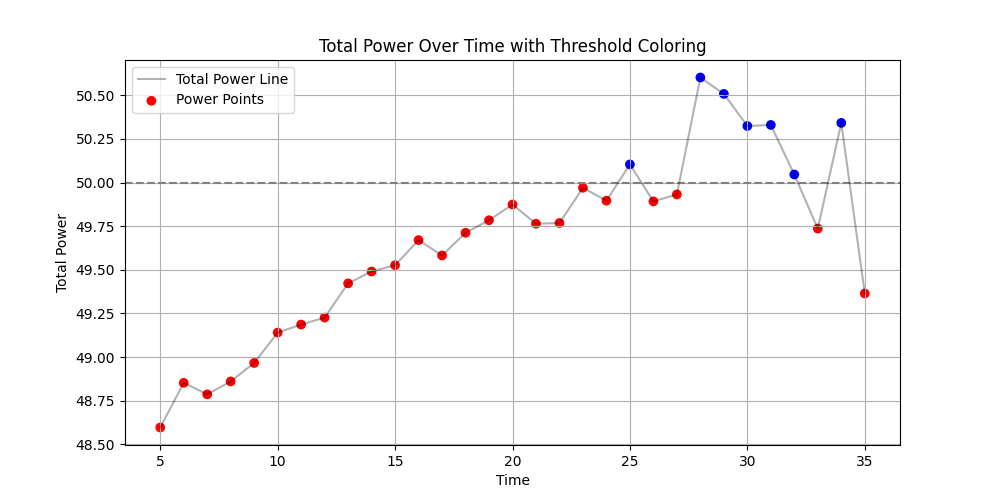 Total Power Over Time with Threshold Coloring
Total Power Line
Power Points
Total Power
50.50
50.25
50.00
49.75
49.50
49.25
49.00
48.75
48.50
5 10 15 20 25 30 35
Time